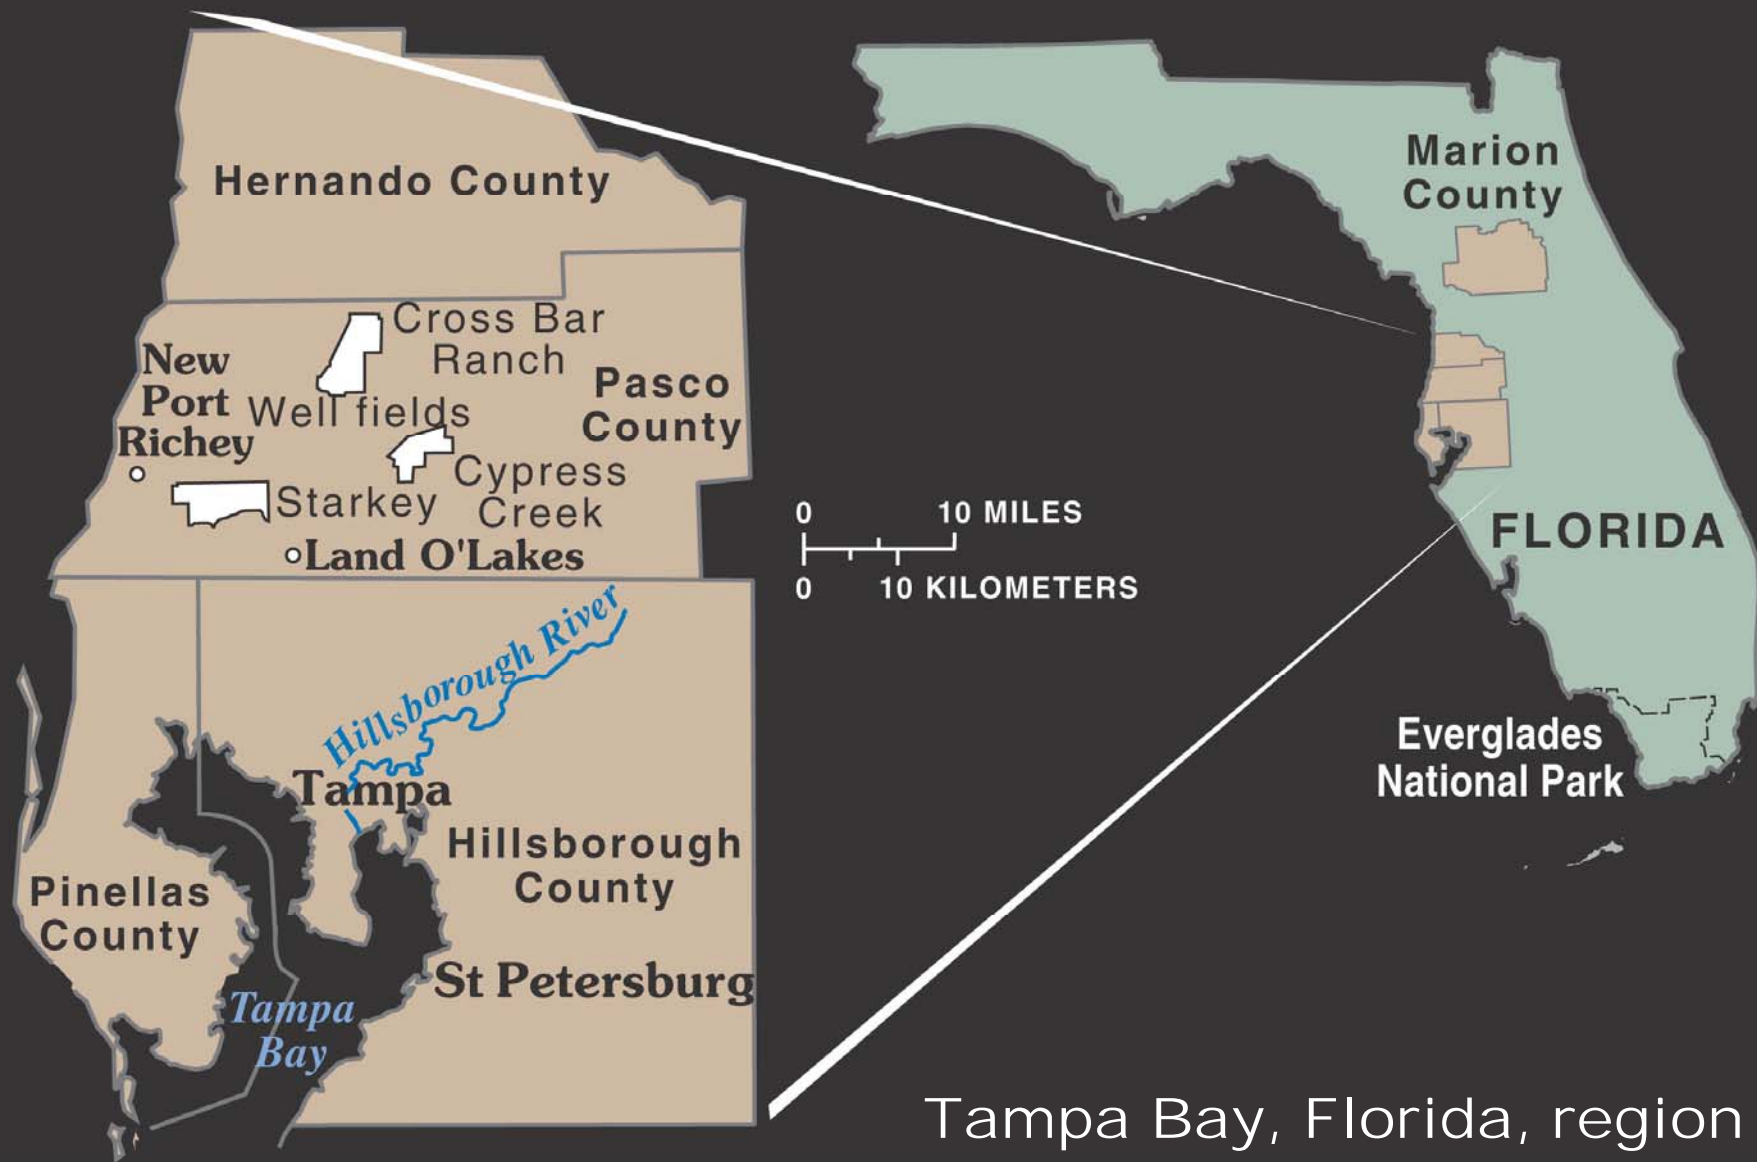 Hernando County
Cross Bar
Ranch
New
Port
Richey
Well fields
Pasco
County
Cypress
Creek
Starkey
Land O'Lakes
Hillsborough River
Tampa
Hillsborough
County
Pinellas
County
St Petersburg
Tampa
Bay
0 10 MILES
0 10 KILOMETERS
Marion
County
FLORIDA
Everglades
National Park
Tampa Bay, Florida, region